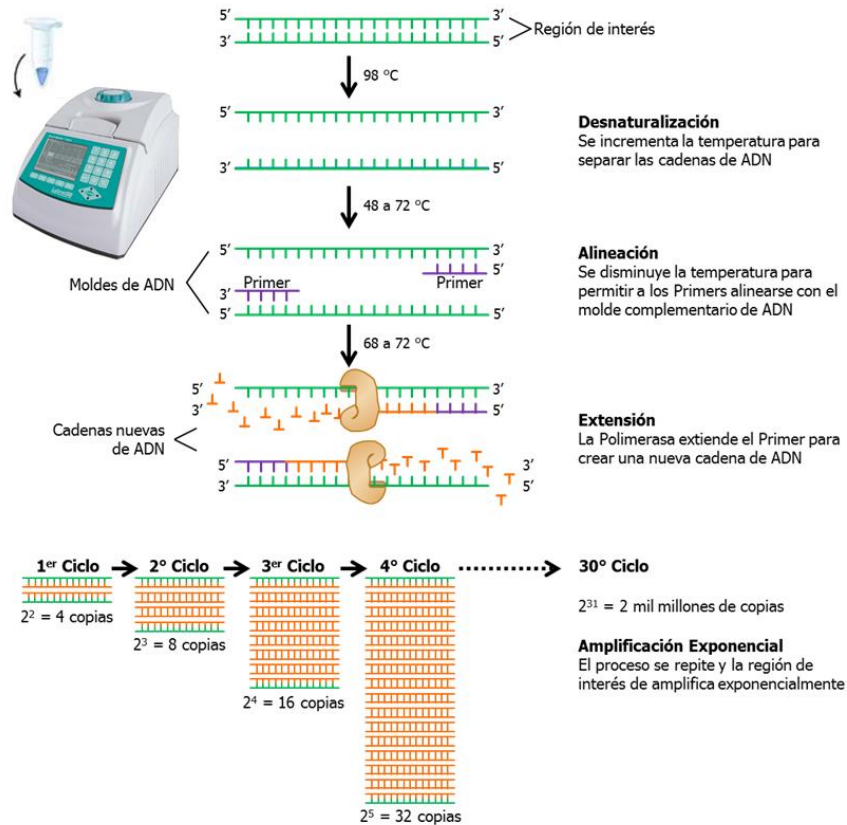 5′ 3′
3′ 5′
Región de interés
98 °C
5′ 3′
3′ 5′
Desnaturalización
Se incrementa la temperatura para
separar las cadenas de ADN
48 a 72 °C
Moldes de ADN
5′ 3′
5′
Primer
Primer
3′
5′ 5′
Alineación
Se disminuye la temperatura para
permitir a los Primers alinearse con el
molde complementario de ADN
68 a 72 °C
Cadenas nuevas
de ADN
5′ 3′
3′ 5′
5′ 3′
3′ 5′
Extensión
La Polimerasa extiende el Primer para
crear una nueva cadena de ADN
1er Ciclo
2° Ciclo
3er Ciclo
4° Ciclo
30° Ciclo
2² = 4 copias
2³ = 8 copias
2⁴ = 16 copias
2⁵ = 32 copias
2³¹ = 2 mil millones de copias
Amplificación Exponencial
El proceso se repite y la región de
interés de amplifica exponencialmente